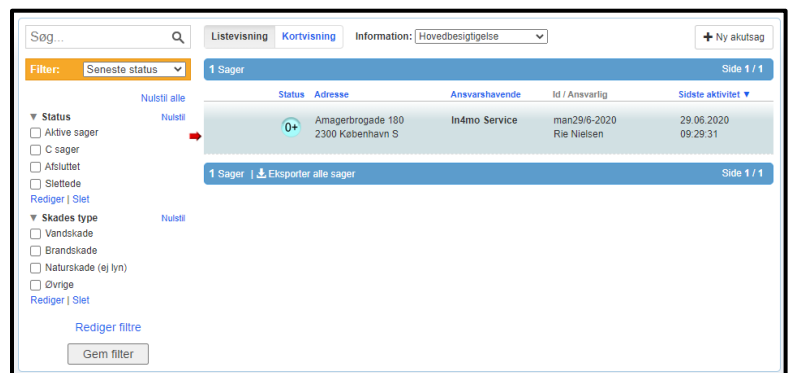 Søg...
Listevisning Kortvisning Information: Hovedbesigtigelse
+ Ny akutsag
Filter: Seneste status
1 Sager Side 1 / 1
Nulstil alle
Status Adresse Ansvarshavende Id / Ansvarlig Sidste aktivitet ▼
▼ Status Nulstil
Aktive sager
C sager
Afsluttet
Slettede
Rediger | Slet
0+ Amagerbrogade 180 In4mo Service man29/6-2020 29.06.2020
2300 København S Rie Nielsen 09:29:31
1 Sager | Eksporter alle sager Side 1 / 1
▼ Skades type Nulstil
Vandskade
Brandskade
Naturskade (ej lyn)
Øvrige
Rediger | Slet
Rediger filtre
Gem filter